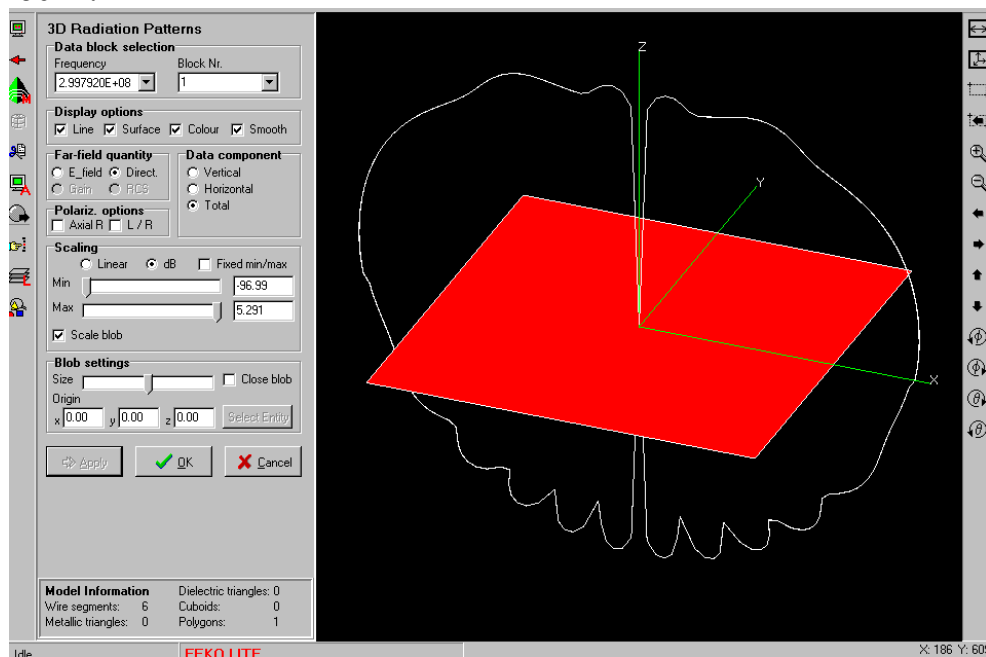 3D Radiation Patterns
Data block selection
Frequency Block Nr.
2.997920E+08 1
Display options
Line Surface Colour Smooth
Far-field quantity Data component
E_field Direct. Vertical
Gain RCS Horizontal
Total
Polariz. options
Axial R L / R
Scaling
Linear dB Fixed min/max
Min -96.99
Max 5.291
Scale blob
Blob settings
Size Close blob
Origin
x 0.00 y 0.00 z 0.00 Select Entity
Apply OK Cancel
Model Information Dielectric triangles: 0
Wire segments: 6 Cuboids: 0
Metallic triangles: 0 Polygons: 1
Z
Y
X
Idle FEKO LITE X: 186 Y: 609